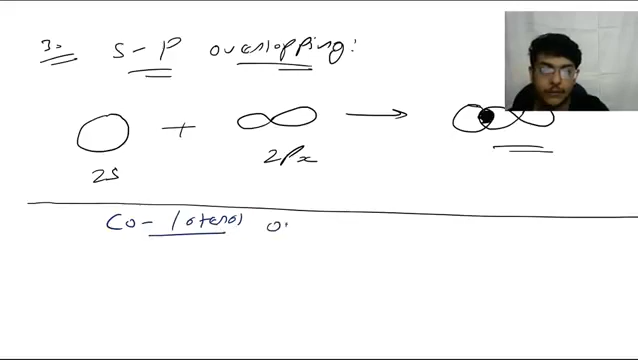 3. S - P overlapping:
2S + 2Px →
Co-lateral o